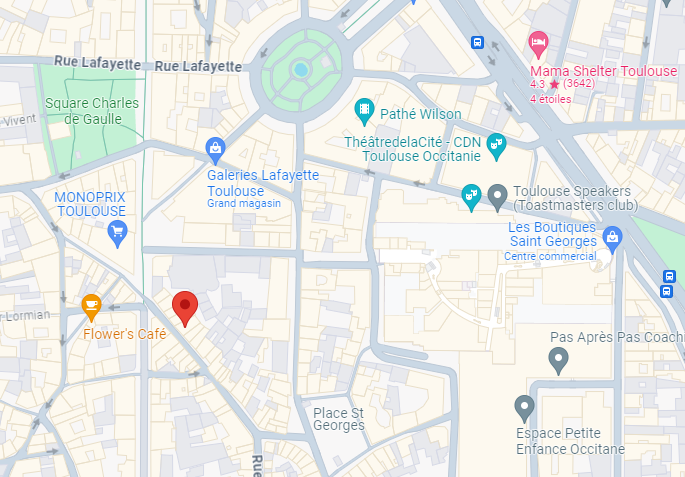 Rue Lafayette
Rue Lafayette
Mama Shelter Toulouse
4,3 ★ (3642)
4 étoiles
Square Charles
de Gaulle
Pathé Wilson
Vivent
ThéâtredelaCité - CDN
Toulouse Occitanie
Galeries Lafayette
Toulouse
Grand magasin
MONOPRIX
TOULOUSE
Toulouse Speakers
(Toastmasters club)
Les Boutiques
Saint Georges
Centre commercial
Lormian
Flower's Café
Pas Après Pas Coachi
Place St
Georges
Espace Petite
Enfance Occitane
Rue